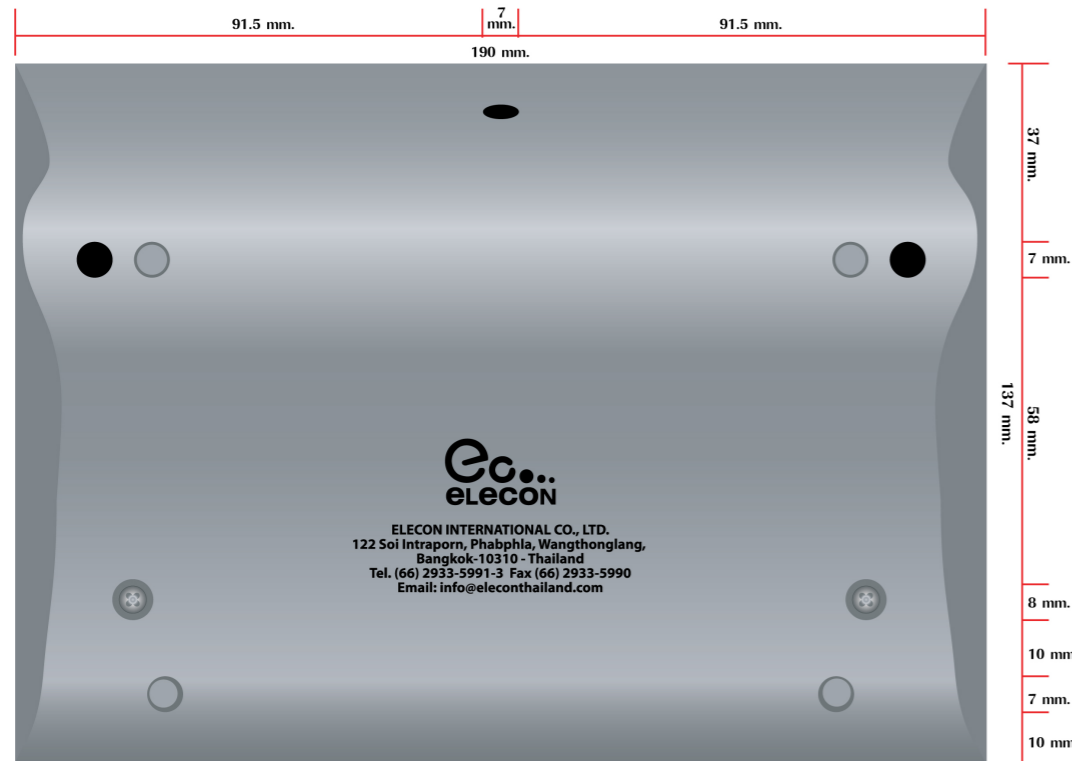 91.5 mm.
7
mm.
91.5 mm.
190 mm.
37 mm.
7 mm.
137 mm.
58 mm.
8 mm.
10 mm
7 mm.
10 mm
ec...
eLeCON
ELECON INTERNATIONAL CO., LTD.
122 Soi Intraporn, Phabphla, Wangthonglang,
Bangkok-10310 - Thailand
Tel. (66) 2933-5991-3 Fax (66) 2933-5990
Email: info@eleconthailand.com